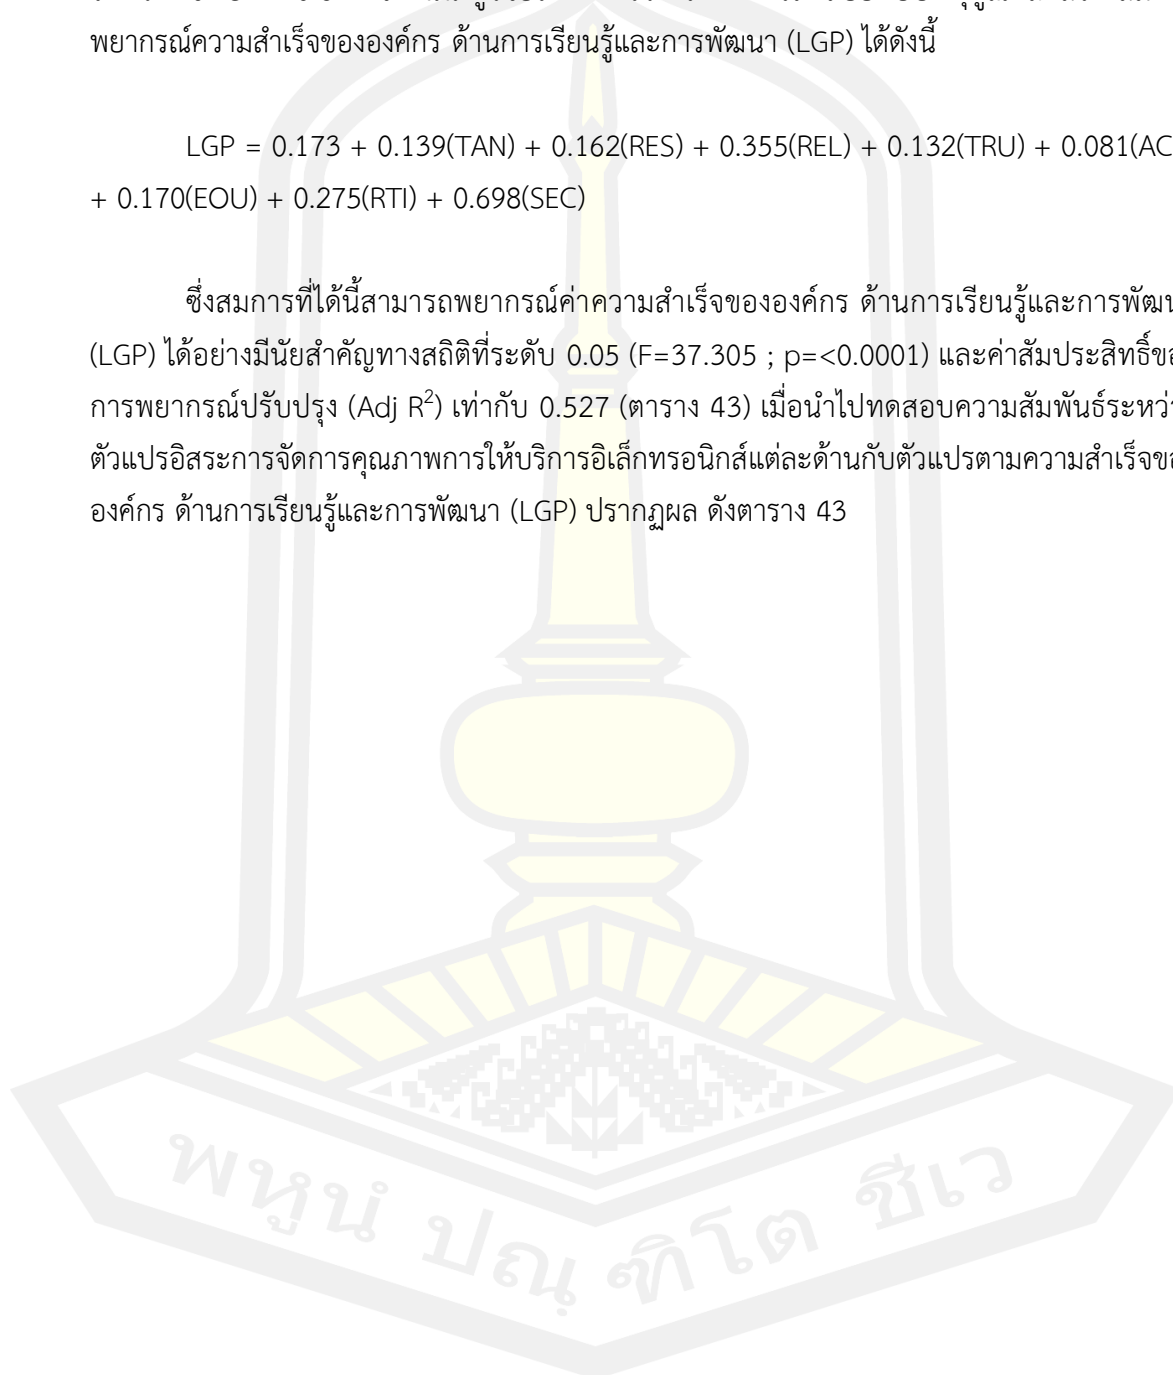 พยากรณ์ความสำเร็จขององค์กร ด้านการเรียนรู้และการพัฒนา (LGP) ได้ดังนี้
LGP = 0.173 + 0.139(TAN) + 0.162(RES) + 0.355(REL) + 0.132(TRU) + 0.081(AC
+ 0.170(EOU) + 0.275(RTI) + 0.698(SEC)
ซึ่งสมการที่ได้นี้สามารถพยากรณ์ค่าความสำเร็จขององค์กร ด้านการเรียนรู้และการพัฒน
(LGP) ได้อย่างมีนัยสำคัญทางสถิติที่ระดับ 0.05 (F=37.305 ; p=<0.0001) และค่าสัมประสิทธิ์ขอ
การพยากรณ์ปรับปรุง (Adj R²) เท่ากับ 0.527 (ตาราง 43) เมื่อนำไปทดสอบความสัมพันธ์ระหว่า
ตัวแปรอิสระการจัดการคุณภาพการให้บริการอิเล็กทรอนิกส์แต่ละด้านกับตัวแปรตามความสำเร็จขอ
องค์กร ด้านการเรียนรู้และการพัฒนา (LGP) ปรากฏผล ดังตาราง 43
พหูนํ ปณฺฑิโต ชีเว